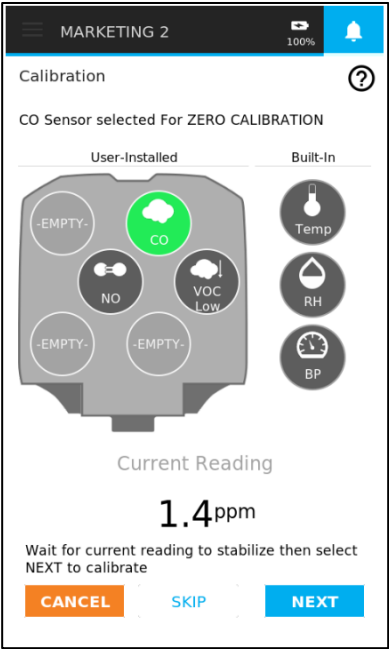 MARKETING 2
100%
Calibration
?
CO Sensor selected For ZERO CALIBRATION
User-Installed
Built-In
-EMPTY-
CO
Temp
NO
VOC
Low
RH
-EMPTY-
-EMPTY-
BP
Current Reading
1.4ppm
Wait for current reading to stabilize then select
NEXT to calibrate
CANCEL
SKIP
NEXT